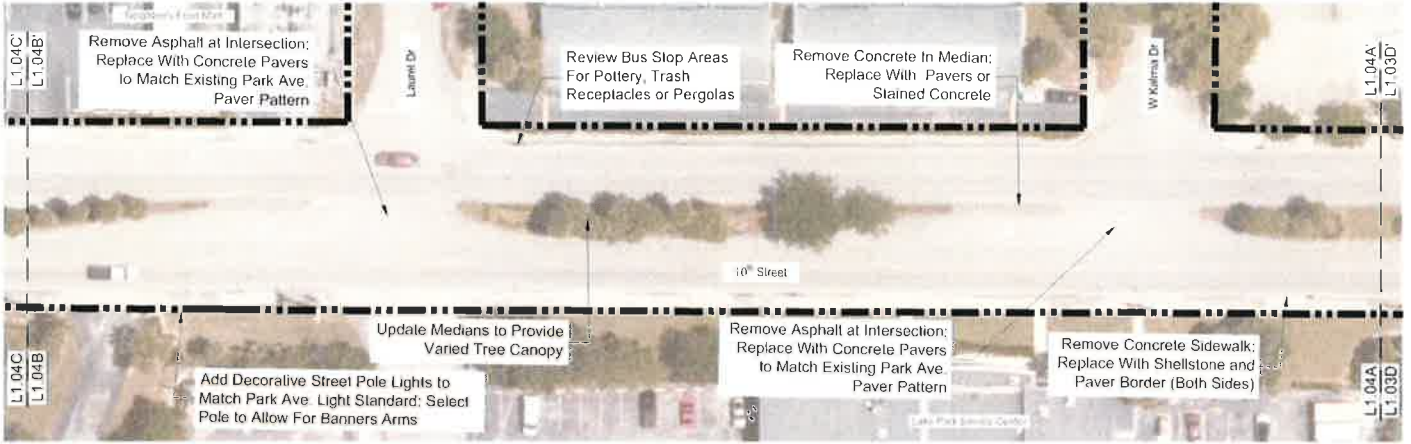 L1.04C'
L1.04B'
Remove Asphalt at Intersection;
Replace With Concrete Pavers
to Match Existing Park Ave.
Paver Pattern
Laurel Dr
Review Bus Stop Areas
For Pottery, Trash
Receptacles or Pergolas
Remove Concrete In Median;
Replace With Pavers or
Stained Concrete
W Kalmia Dr
L1.04A'
L1.03D'
10th Street
L1.04C
L1.04B
Add Decorative Street Pole Lights to
Match Park Ave. Light Standard; Select
Pole to Allow For Banners Arms
Update Medians to Provide
Varied Tree Canopy
Remove Asphalt at Intersection;
Replace With Concrete Pavers
to Match Existing Park Ave.
Paver Pattern
Remove Concrete Sidewalk;
Replace With Shellstone and
Paver Border (Both Sides)
Lake Park Service Center
L1.04A
L1.03D